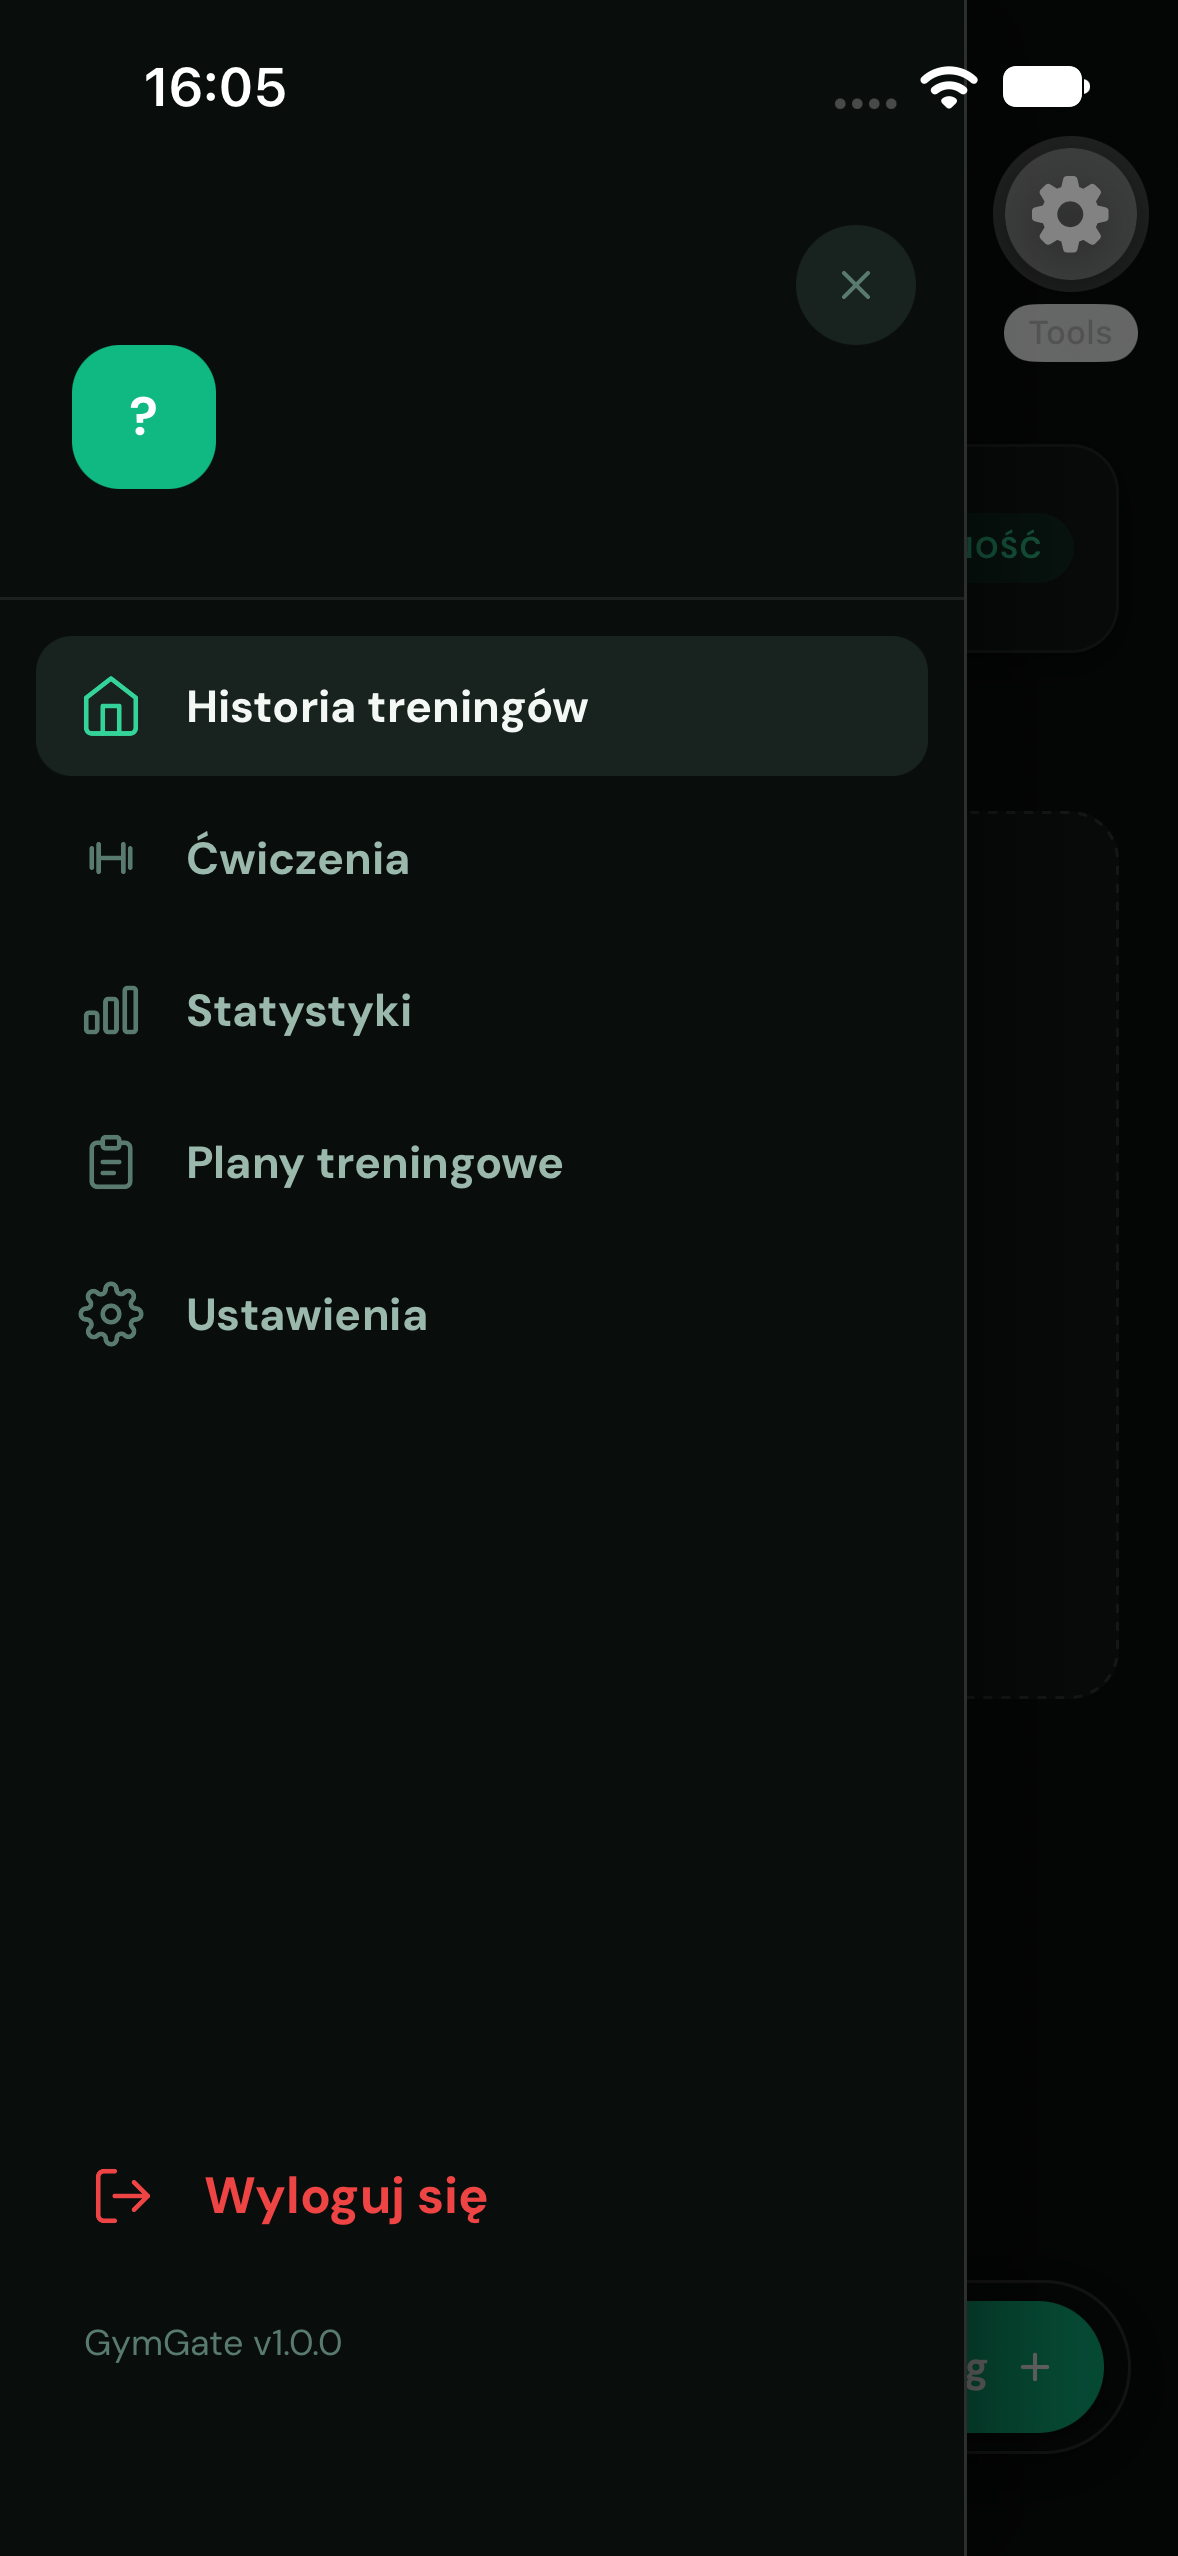 16:05
Tools
?
Historia treningów
Ćwiczenia
Statystyki
Plany treningowe
Ustawienia
Wyloguj się
GymGate v1.0.0